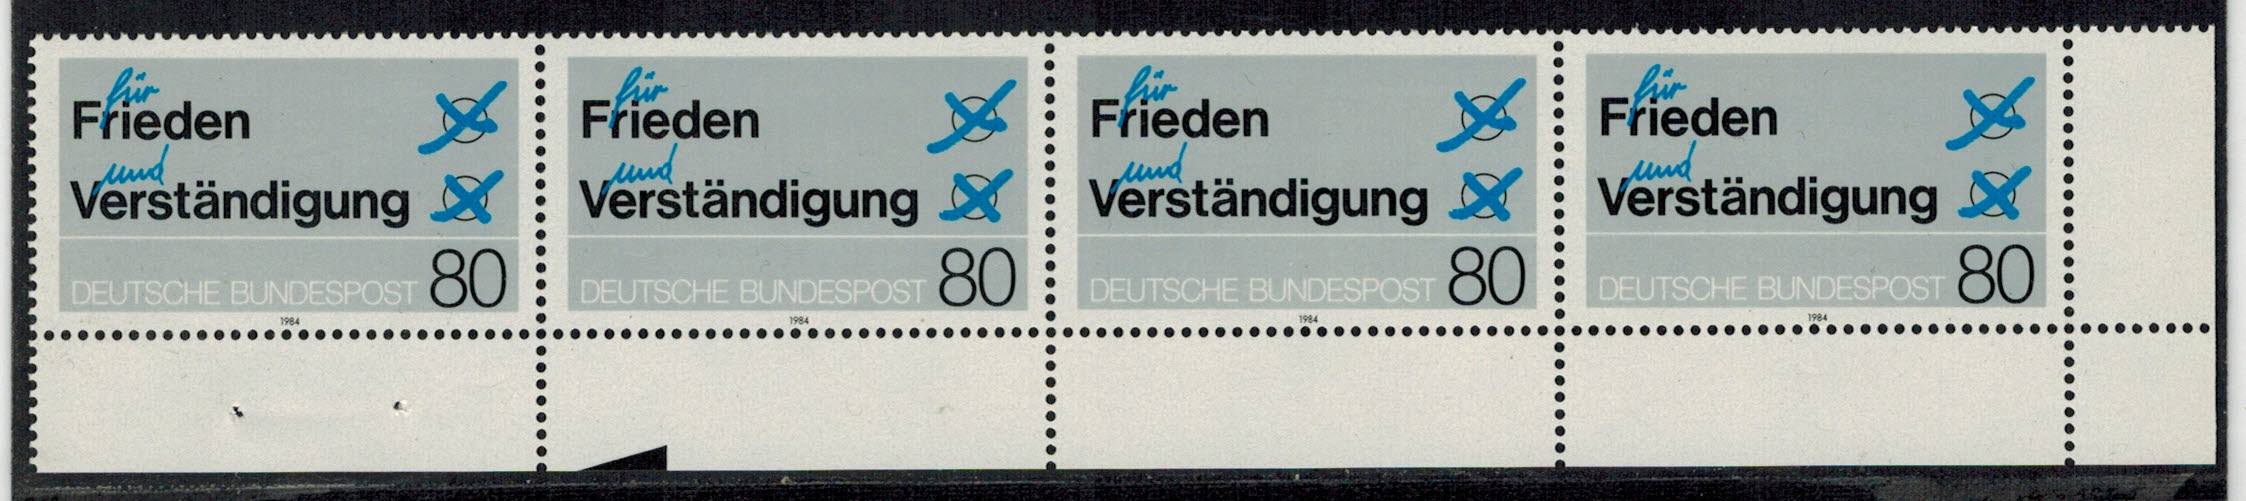 für
Frieden
und
Verständigung
DEUTSCHE BUNDESPOST 80
1984
für
Frieden
und
Verständigung
DEUTSCHE BUNDESPOST 80
1984
für
Frieden
und
Verständigung
DEUTSCHE BUNDESPOST 80
1984
für
Frieden
und
Verständigung
DEUTSCHE BUNDESPOST 80
1984